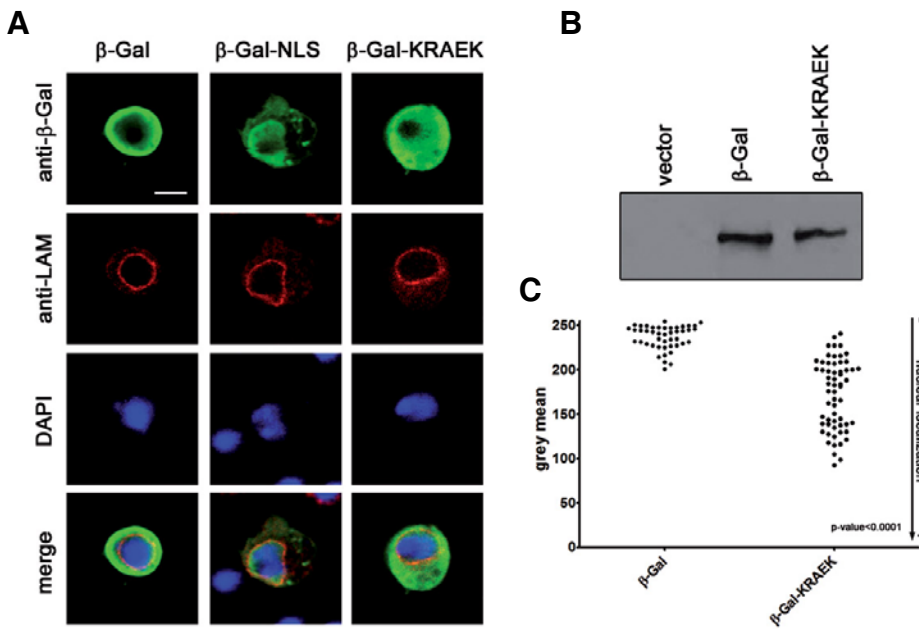 A
β-Gal
β-Gal-NLS
β-Gal-KRAEK
anti-β-Gal
anti-LAM
DAPI
merge
B
vector
β-Gal
β-Gal-KRAEK
C
grey mean
250
200
150
100
50
0
p-value<0.0001
β-Gal
β-Gal-KRAEK